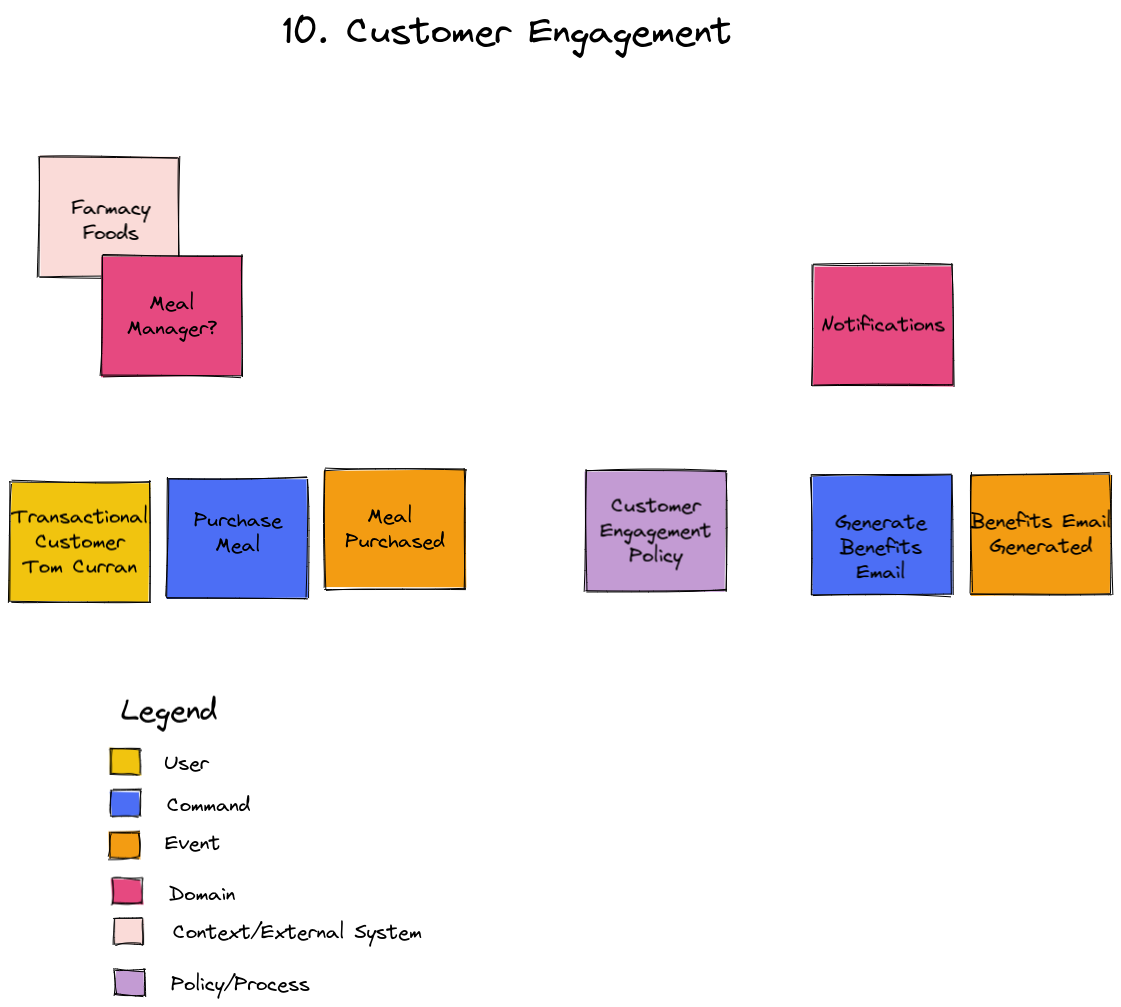 10. Customer Engagement
Farmacy
Foods
Meal
Manager?
Notifications
Transactional
Customer
Tom Curran
Purchase
Meal
Meal
Purchased
Customer
Engagement
Policy
Generate
Benefits
Email
Benefits Email
Generated
Legend
User
Command
Event
Domain
Context/External System
Policy/Process